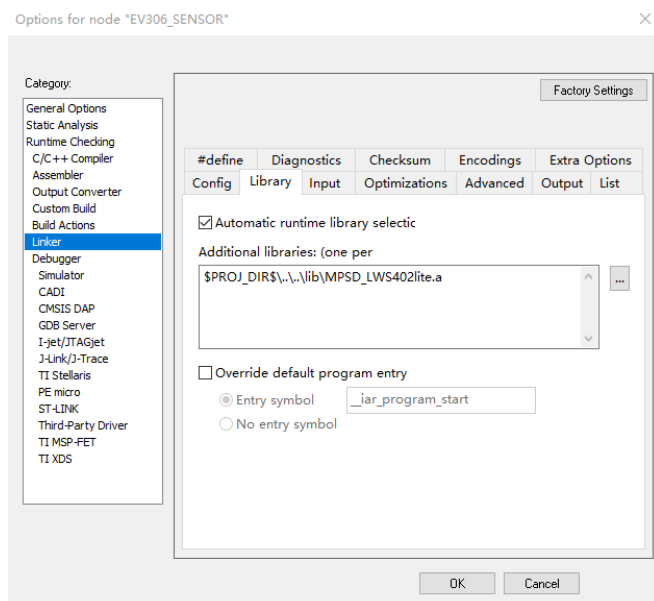 Options for node "EV306_SENSOR"
Category:
General Options
Static Analysis
Runtime Checking
C/C++ Compiler
Assembler
Output Converter
Custom Build
Build Actions
Linker
Debugger
Simulator
CADI
CMSIS DAP
GDB Server
I-jet/JTAGjet
J-Link/J-Trace
TI Stellaris
PE micro
ST-LINK
Third-Party Driver
TI MSP-FET
TI XDS
Factory Settings
#define Diagnostics Checksum Encodings Extra Options
Config Library Input Optimizations Advanced Output List
Automatic runtime library selectic
Additional libraries: (one per
$PROJ_DIR$\..\..\lib\MPSD_LWS402lite.a
...
Override default program entry
Entry symbol __iar_program_start
No entry symbol
OK Cancel